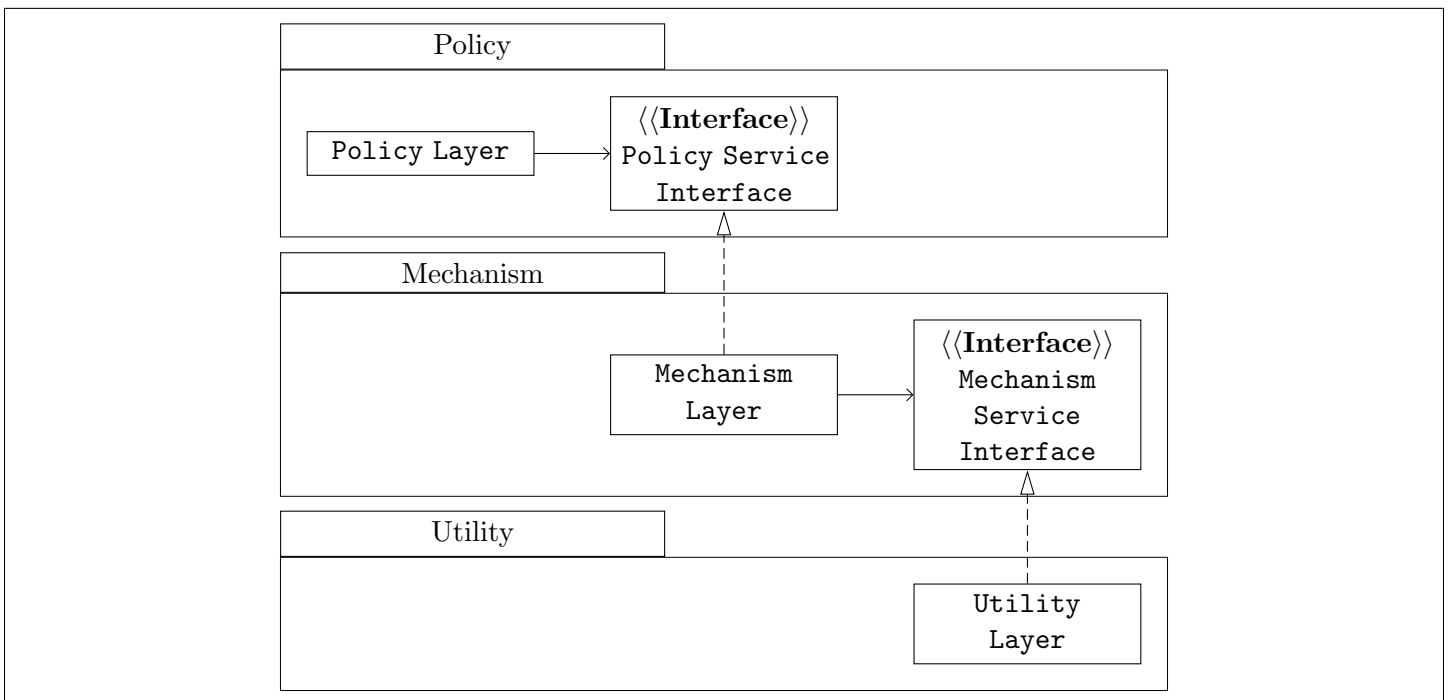 Policy
Policy Layer
⟨⟨Interface⟩⟩
Policy Service
Interface
Mechanism
Mechanism
Layer
⟨⟨Interface⟩⟩
Mechanism
Service
Interface
Utility
Utility
Layer